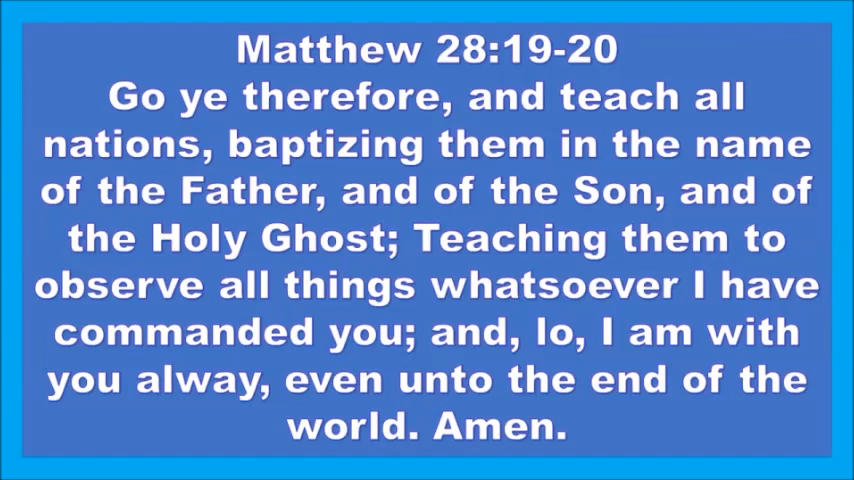 Matthew 28:19-20
Go ye therefore, and teach all
nations, baptizing them in the name
of the Father, and of the Son, and of
the Holy Ghost; Teaching them to
observe all things whatsoever I have
commanded you; and, lo, I am with
you alway, even unto the end of the
world. Amen.